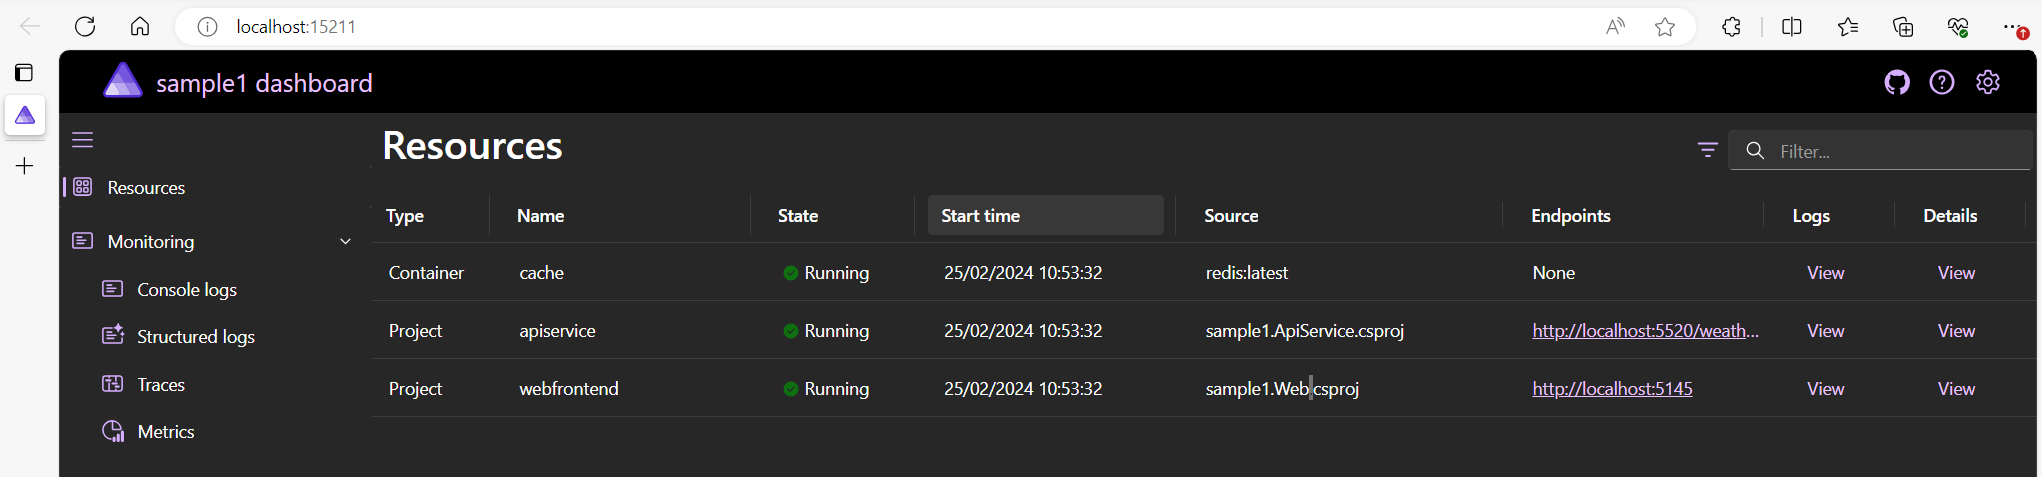 localhost:15211
sample1 dashboard
Resources
Filter...
Resources
Monitoring
Console logs
Structured logs
Traces
Metrics
Type Name State Start time Source Endpoints Logs Details
Container cache Running 25/02/2024 10:53:32 redis:latest None View View
Project apiservice Running 25/02/2024 10:53:32 sample1.ApiService.csproj http://localhost:5520/weath... View View
Project webfrontend Running 25/02/2024 10:53:32 sample1.Web.csproj http://localhost:5145 View View